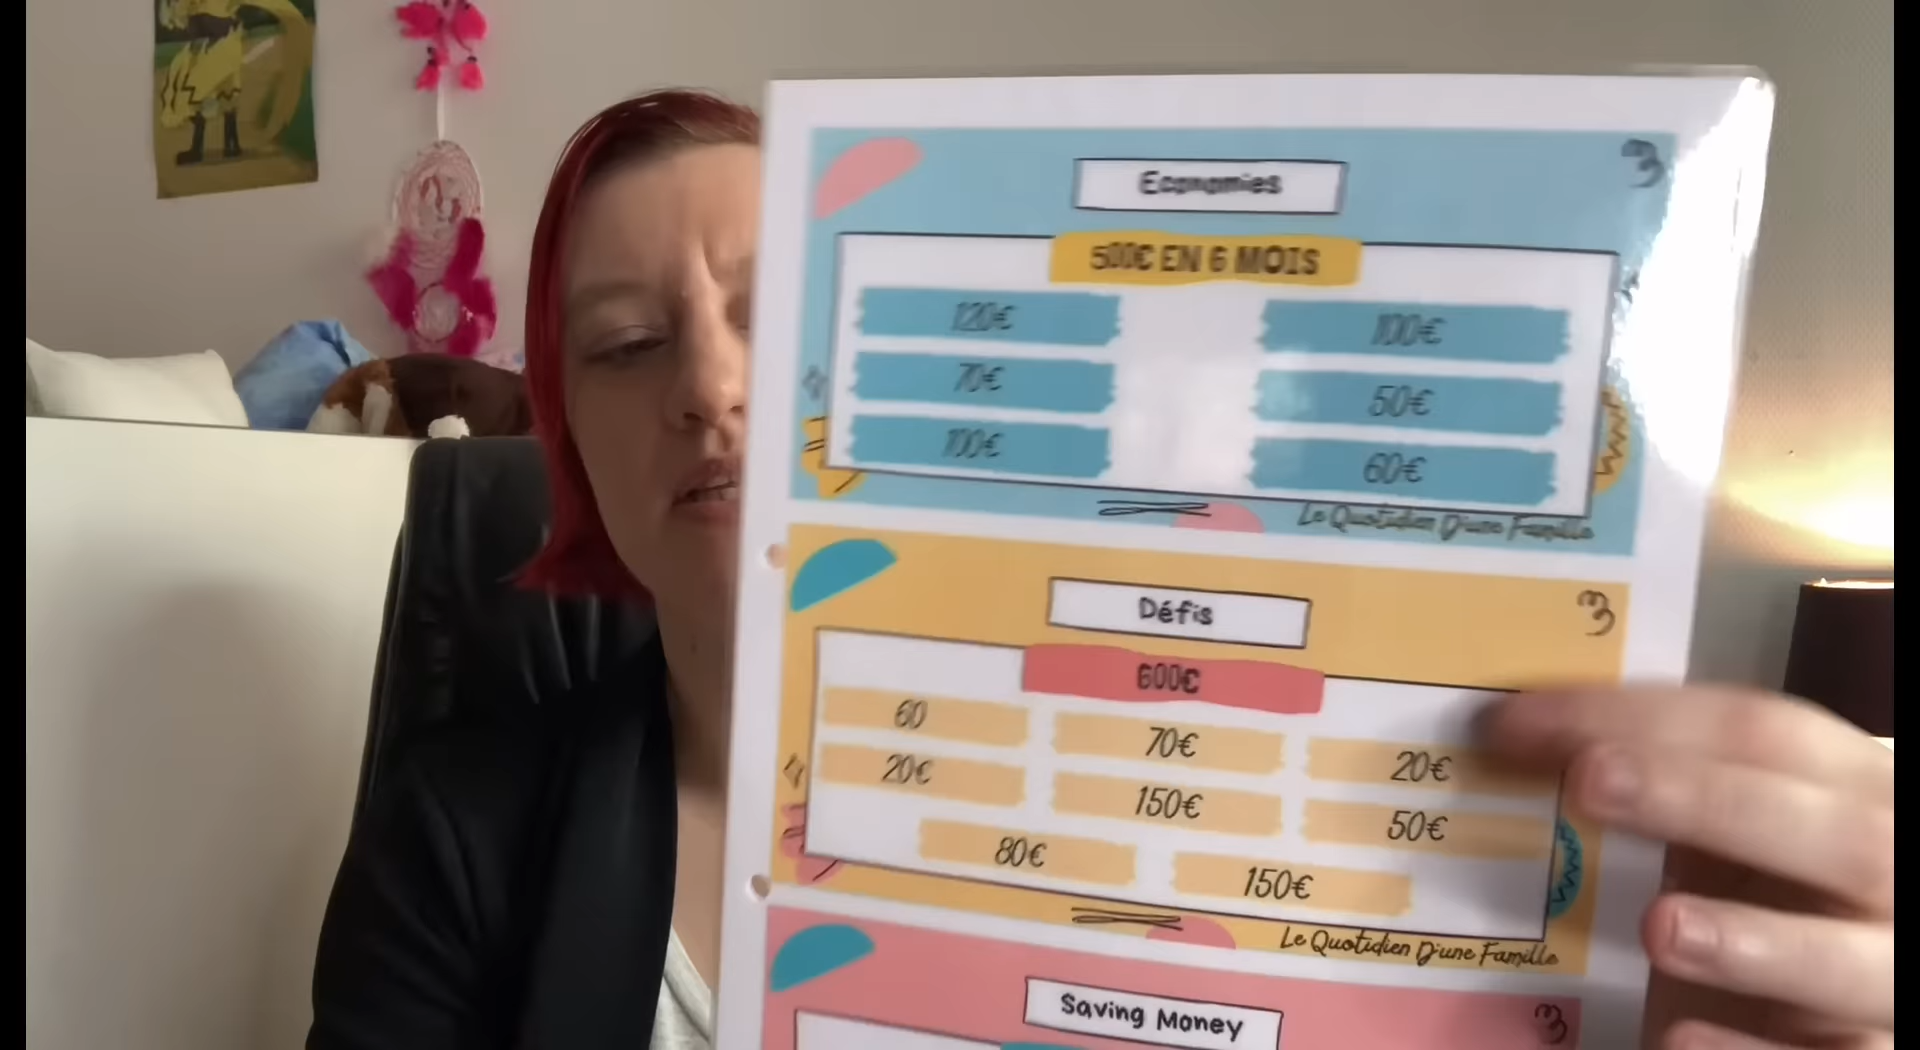 Economies
500€ EN 6 MOIS
120€ 100€
70€ 50€
100€ 60€
Le Quotidien D'une Famille
Défis
600€
60 70€ 20€
20€ 150€ 50€
80€ 150€
Le Quotidien D'une Famille
Saving Money